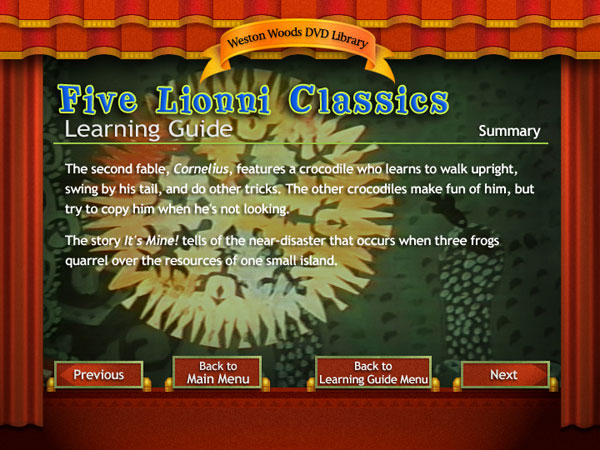 Weston Woods DVD Library
Five Lionni Classics
Learning Guide
Summary
The second fable, Cornelius, features a crocodile who learns to walk upright,
swing by his tail, and do other tricks. The other crocodiles make fun of him, but
try to copy him when he's not looking.
The story It's Mine! tells of the near-disaster that occurs when three frogs
quarrel over the resources of one small island.
Previous
Back to
Main Menu
Back to
Learning Guide Menu
Next